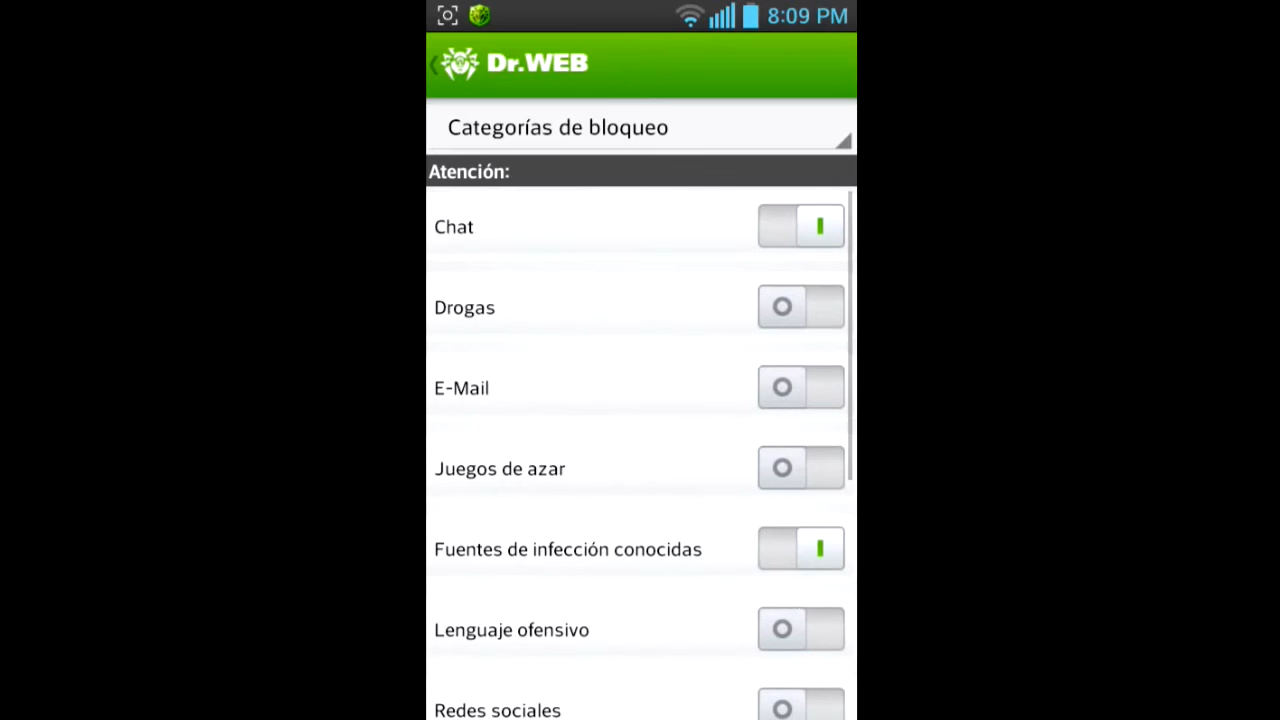 8:09 PM
Dr.WEB
Categorías de bloqueo
Atención:
Chat
Drogas
E-Mail
Juegos de azar
Fuentes de infección conocidas
Lenguaje ofensivo
Redes sociales